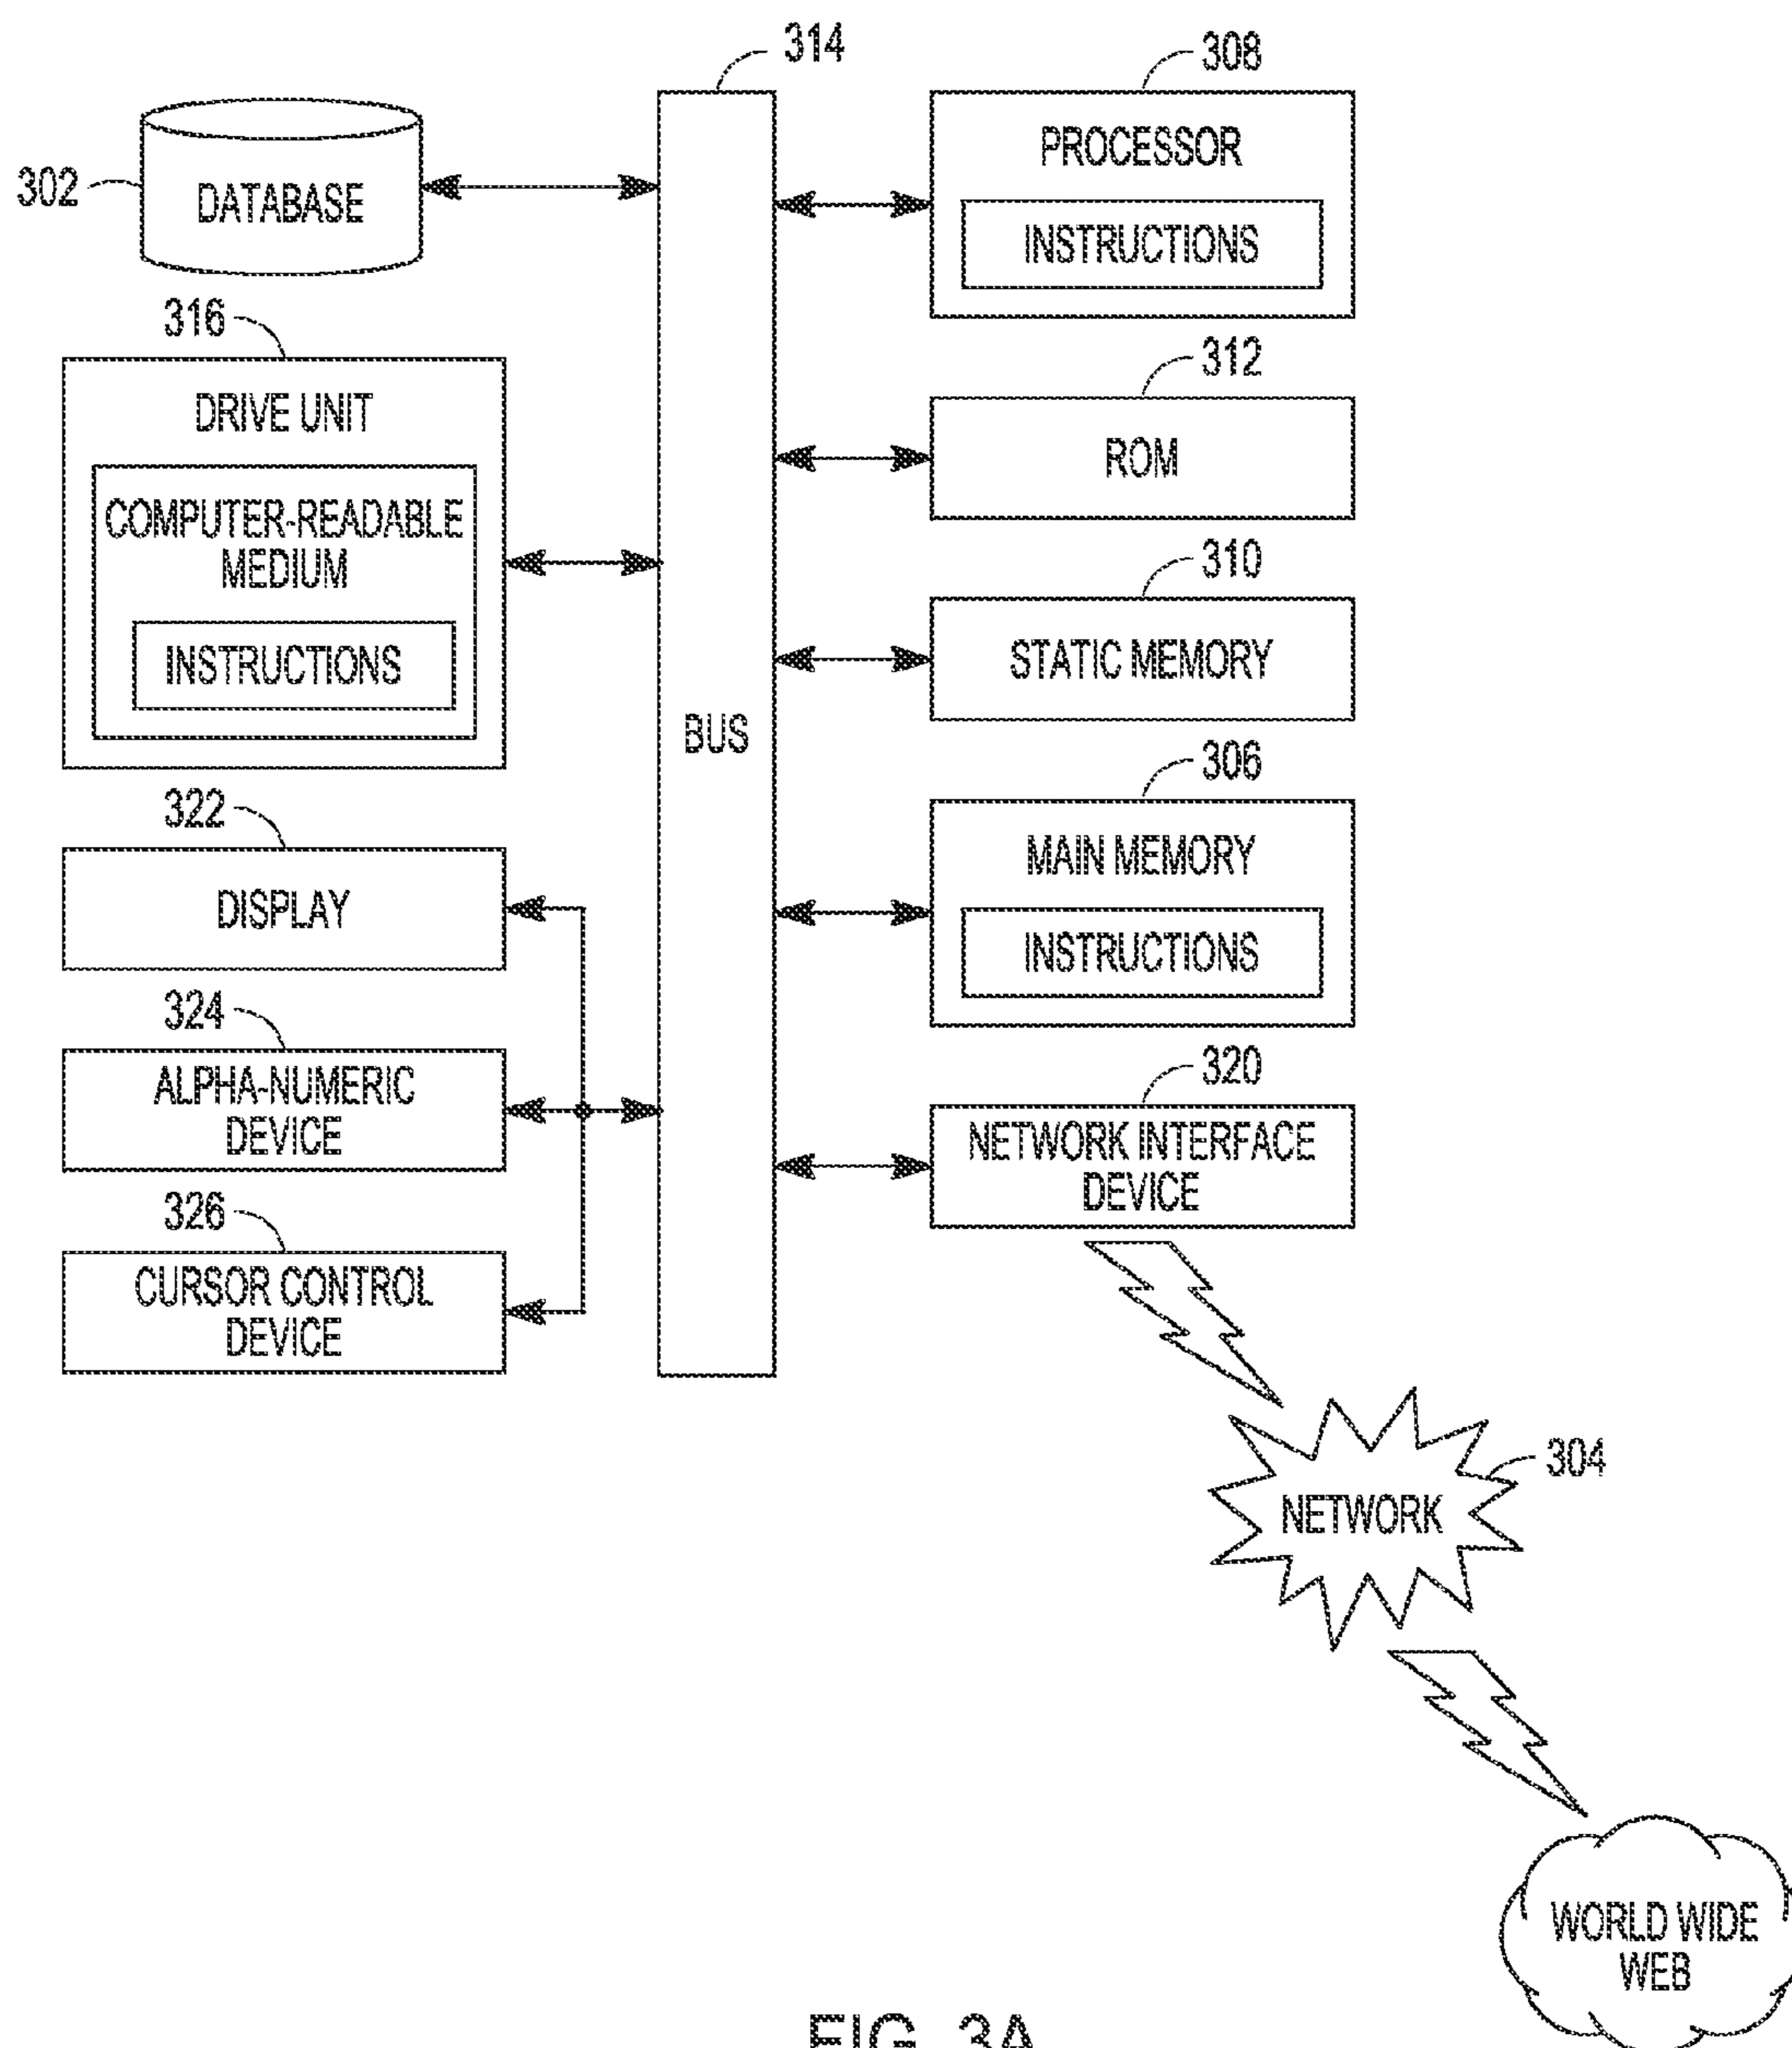 314
308
302
DATABASE
PROCESSOR
INSTRUCTIONS
316
DRIVE UNIT
COMPUTER-READABLE
MEDIUM
INSTRUCTIONS
312
ROM
310
STATIC MEMORY
BUS
306
MAIN MEMORY
INSTRUCTIONS
322
DISPLAY
324
ALPHA-NUMERIC
DEVICE
320
NETWORK INTERFACE
DEVICE
326
CURSOR CONTROL
DEVICE
304
NETWORK
WORLD WIDE
WEB
FIG. 3A